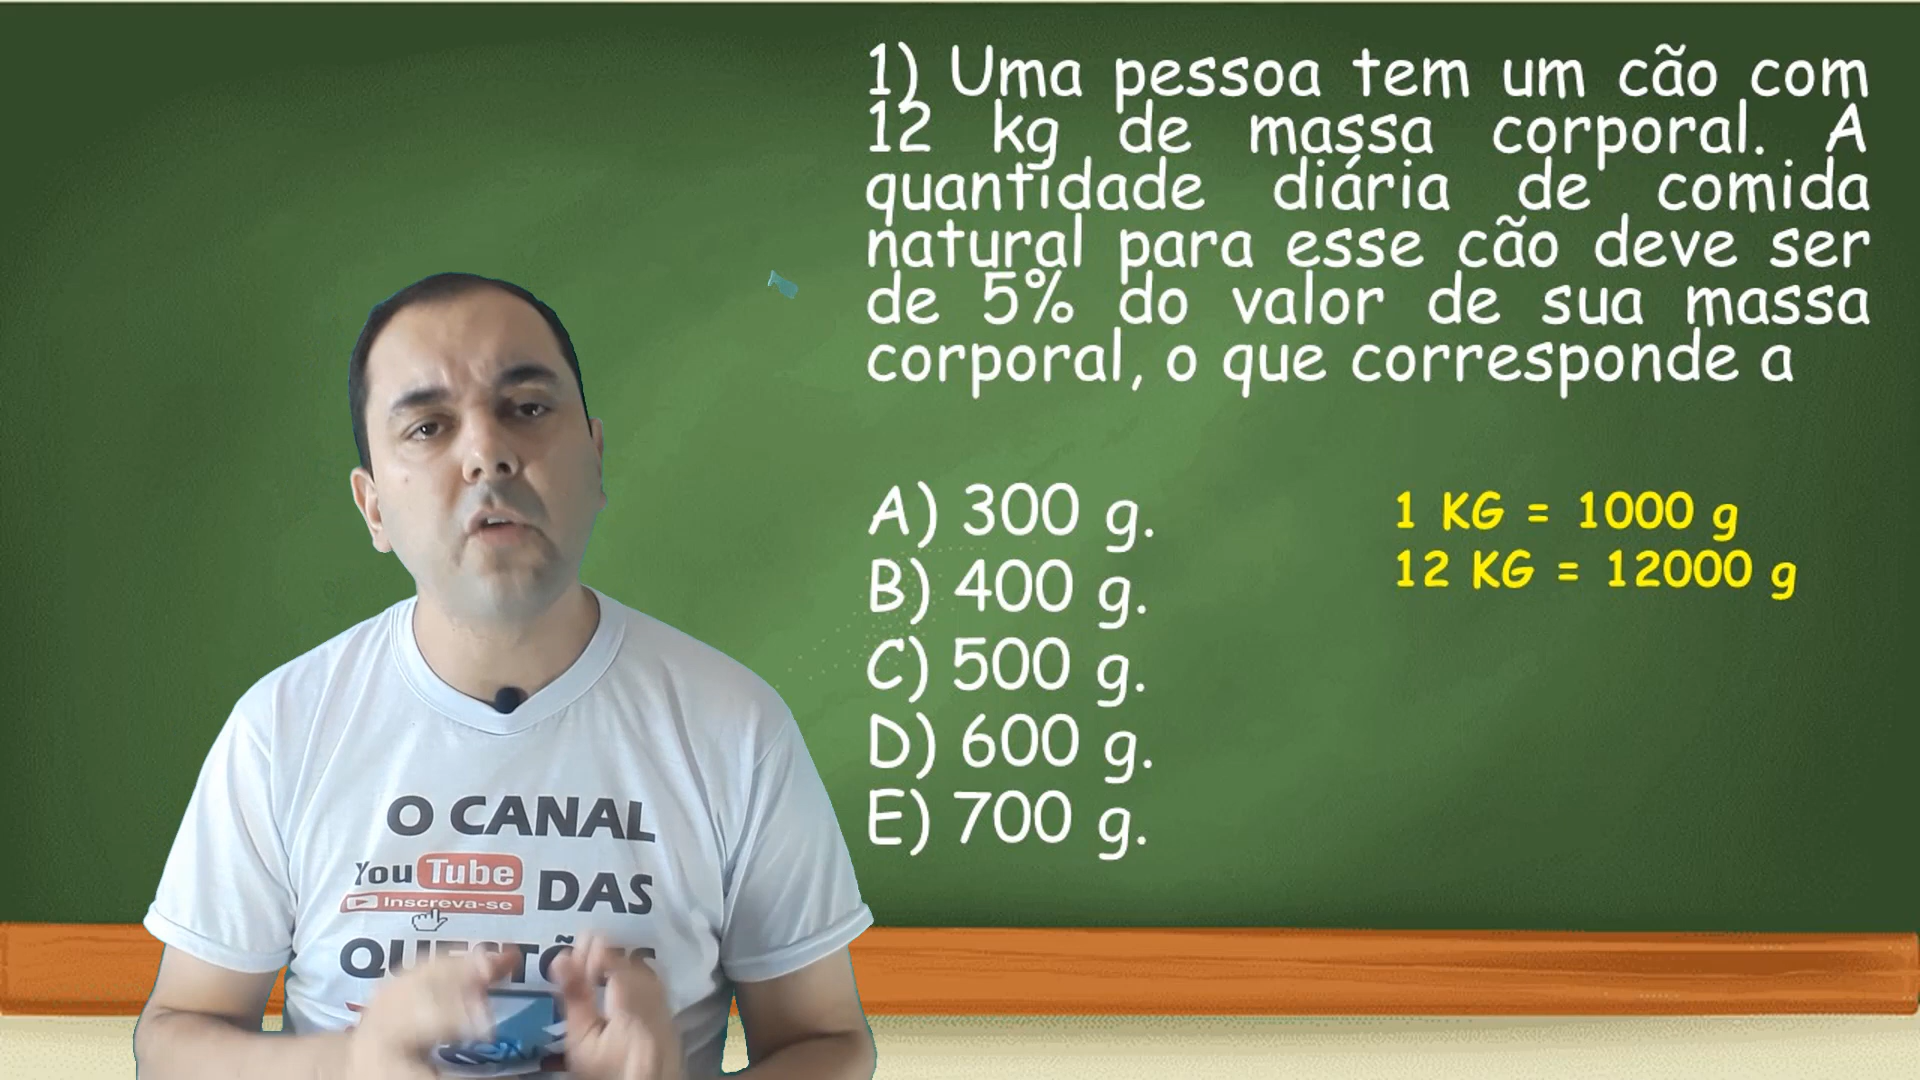 1) Uma pessoa tem um cão com
12 kg de massa corporal. A
quantidade diária de comida
natural para esse cão deve ser
de 5% do valor de sua massa
corporal, o que corresponde a
A) 300 g.
B) 400 g.
C) 500 g.
D) 600 g.
E) 700 g.
1 KG = 1000 g
12 KG = 12000 g
O CANAL
YouTube
Inscreva-se
DAS
QUESTÕES